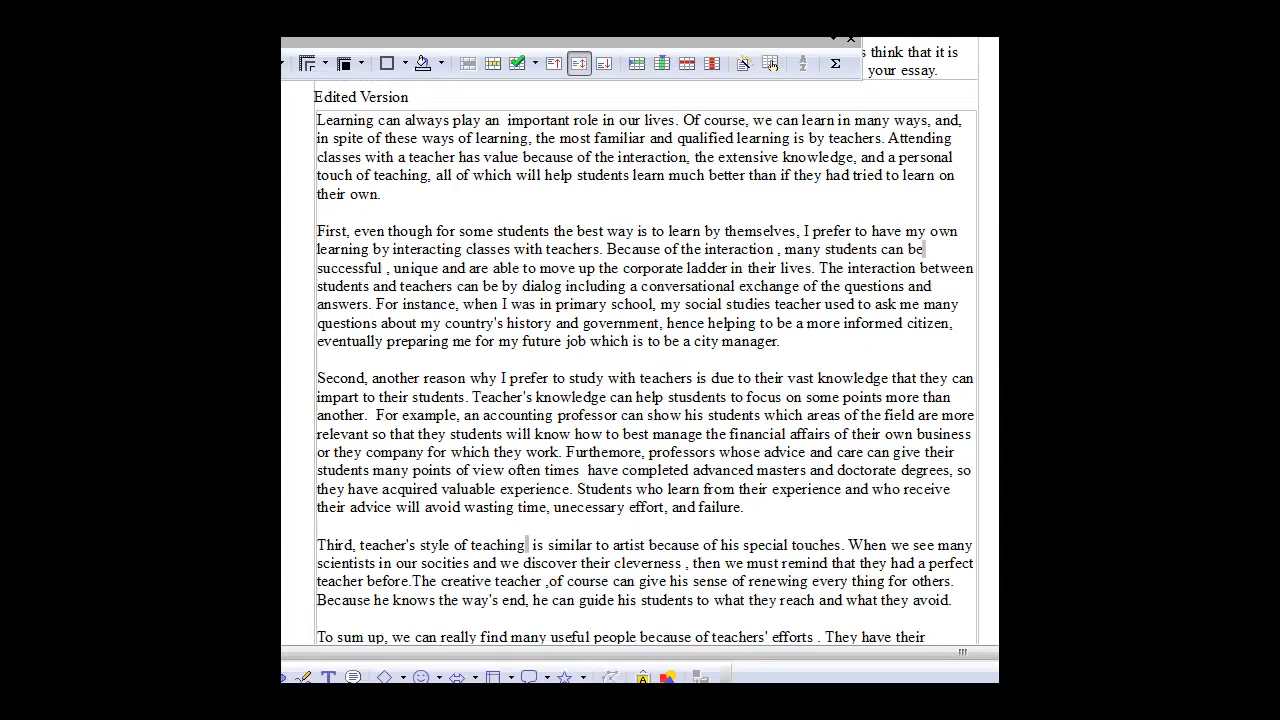 s think that it is
your essay.
Edited Version
Learning can always play an  important role in our lives. Of course, we can learn in many ways, and,
in spite of these ways of learning, the most familiar and qualified learning is by teachers. Attending
classes with a teacher has value because of the interaction, the extensive knowledge, and a personal
touch of teaching, all of which will help students learn much better than if they had tried to learn on
their own.
First, even though for some students the best way is to learn by themselves, I prefer to have my own
learning by interacting classes with teachers. Because of the interaction , many students can be
successful , unique and are able to move up the corporate ladder in their lives. The interaction between
students and teachers can be by dialog including a conversational exchange of the questions and
answers. For instance, when I was in primary school, my social studies teacher used to ask me many
questions about my country's history and government, hence helping to be a more informed citizen,
eventually preparing me for my future job which is to be a city manager.
Second, another reason why I prefer to study with teachers is due to their vast knowledge that they can
impart to their students. Teacher's knowledge can help stusdents to focus on some points more than
another.  For example, an accounting professor can show his students which areas of the field are more
relevant so that they students will know how to best manage the financial affairs of their own business
or they company for which they work. Furthemore, professors whose advice and care can give their
students many points of view often times  have completed advanced masters and doctorate degrees, so
they have acquired valuable experience. Students who learn from their experience and who receive
their advice will avoid wasting time, unecessary effort, and failure.
Third, teacher's style of teaching  is similar to artist because of his special touches. When we see many
scientists in our socities and we discover their cleverness , then we must remind that they had a perfect
teacher before.The creative teacher ,of course can give his sense of renewing every thing for others.
Because he knows the way's end, he can guide his students to what they reach and what they avoid.
To sum up, we can really find many useful people because of teachers' efforts . They have their